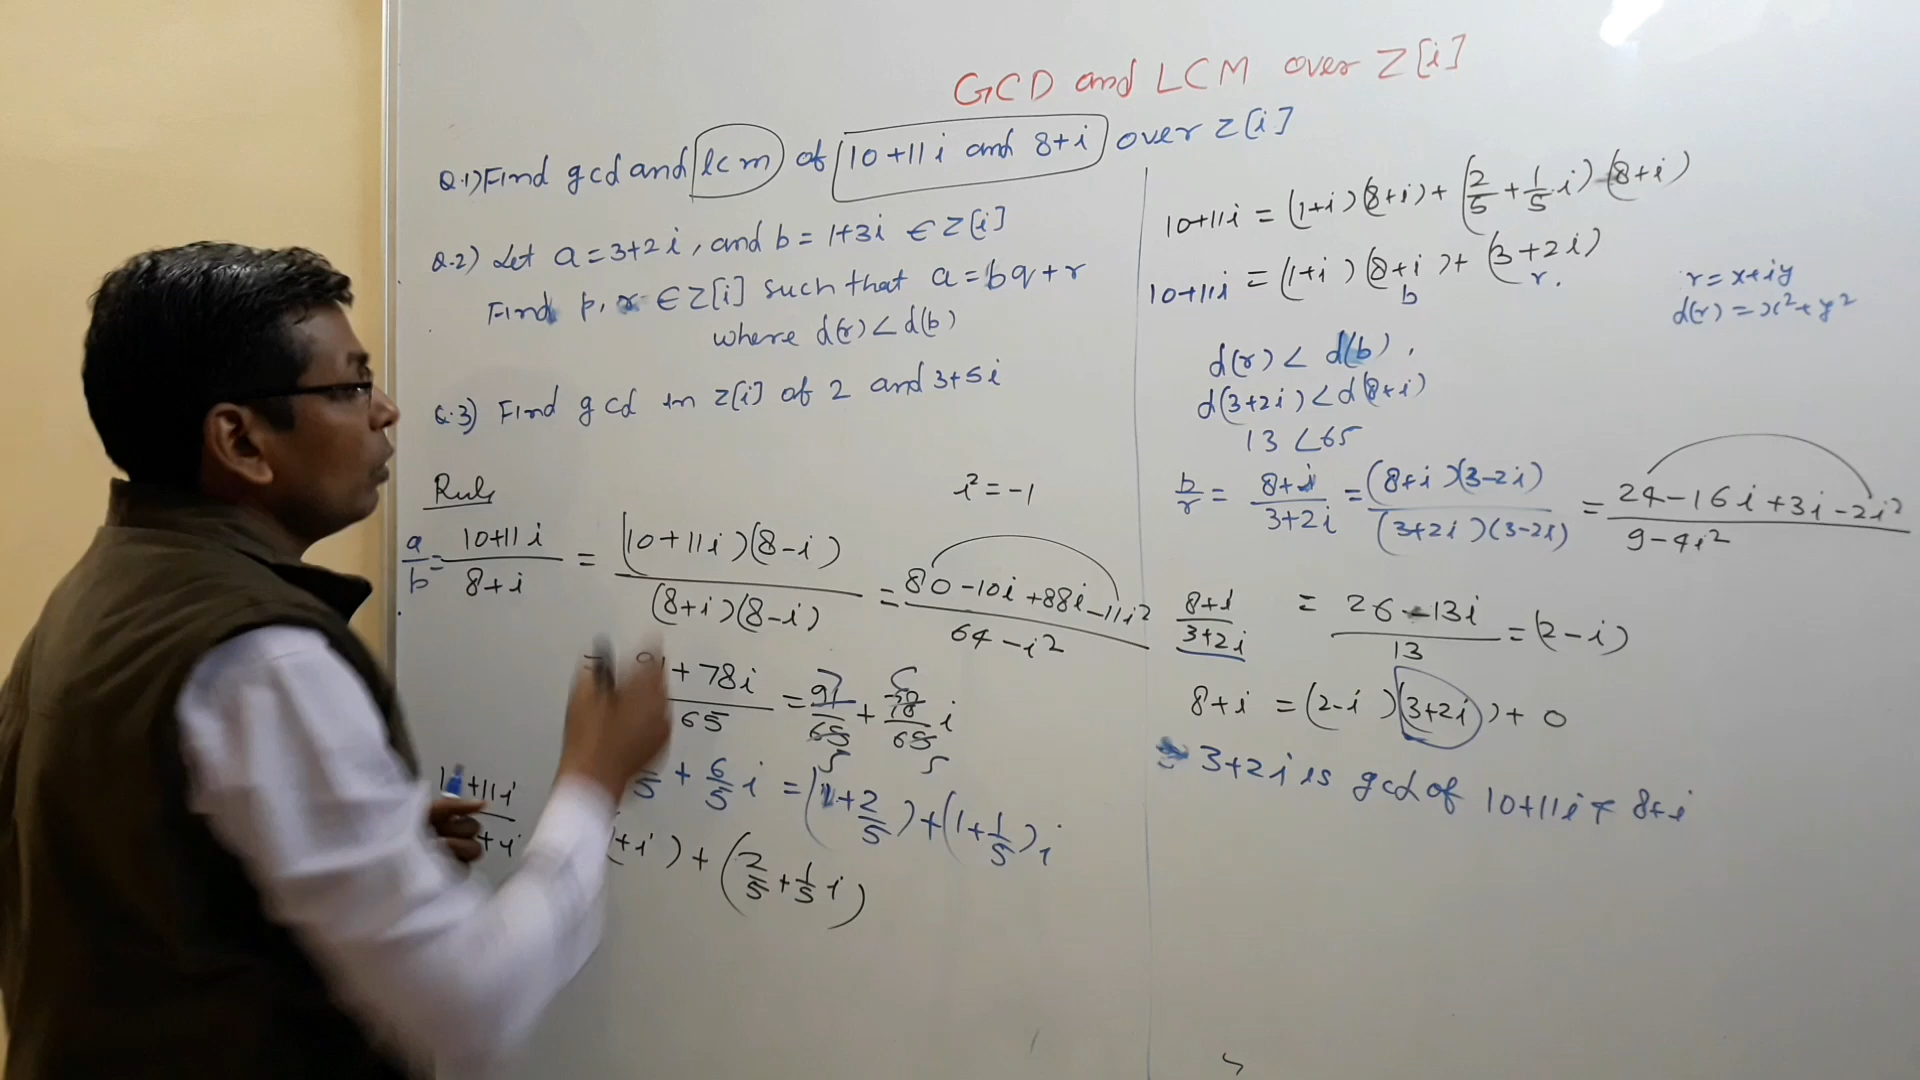 GCD and LCM over Z[i]
Q.1) Find gcd and lcm of 10+11i and 8+i over Z[i]
Q.2) Let a = 3+2i, and b = 1+3i ∈ Z[i]
Find p, r ∈ Z[i] such that a = bq + r
where d(r) < d(b)
Q.3) Find gcd in Z[i] of 2 and 3+5i
Rule
i² = -1
a/b = (10+11i)/(8+i) = (10+11i)(8-i)/(8+i)(8-i) = (80-10i+88i-11i²)/(64-i²)
= 91+78i/65 = 91/65 + 78/65 i
/5 + 6/5 i = (1+2/5) + (1+1/5)i
+11i
+i) + (2/5 + 1/5 i)
10+11i = (1+i)(8+i) + (2/5 + 1/5 i)(8+i)
10+11i = (1+i)(8+i) + (3+2i)
b r.
r = x+iy
d(r) = x²+y²
d(r) < d(b),
d(3+2i) < d(8+i)
13 < 65
b/r = (8+i)/(3+2i) = (8+i)(3-2i)/(3+2i)(3-2i) = (24-16i+3i-2i²)/(9-4i²)
(8+i)/(3+2i) = (26-13i)/13 = (2-i)
8+i = (2-i)(3+2i) + 0
3+2i is gcd of 10+11i & 8+i